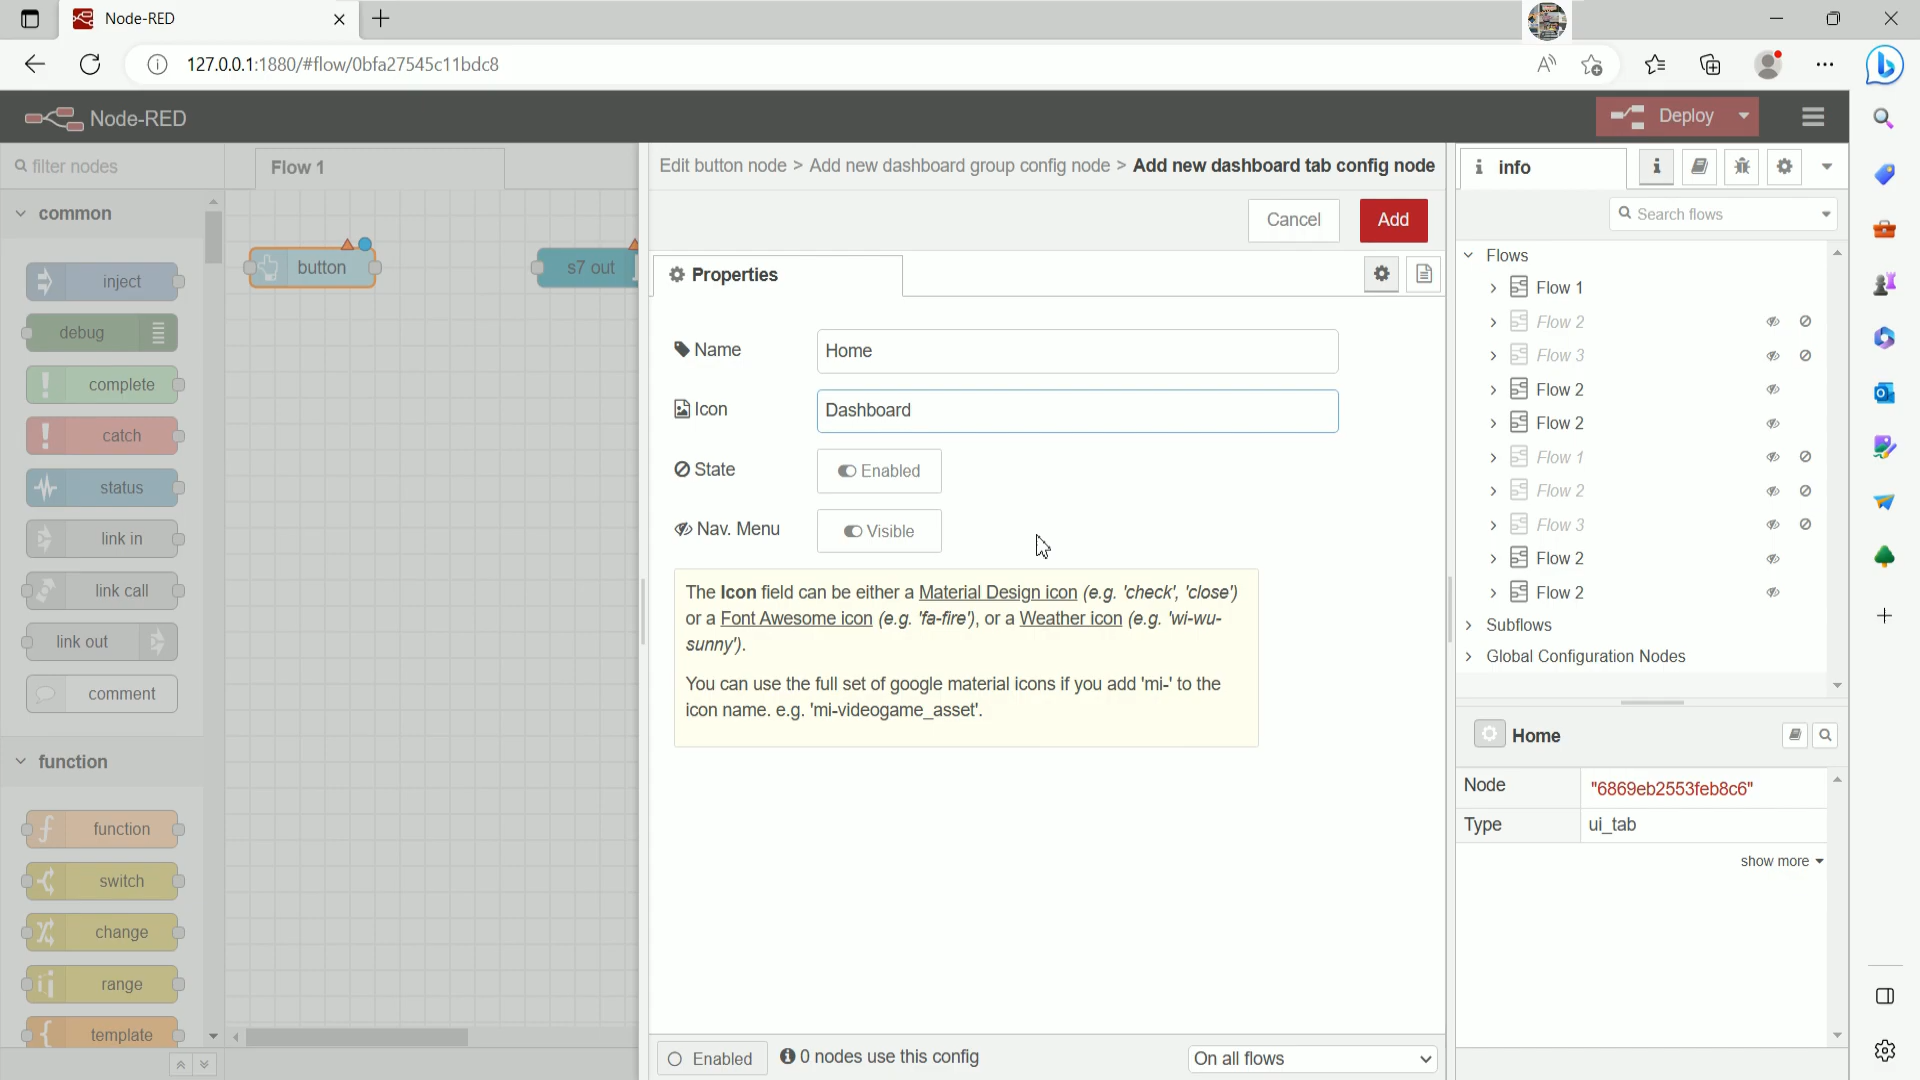 Node-RED
127.0.0.1:1880/#flow/0bfa27545c11bdc8
Node-RED
Deploy
filter nodes
Flow 1
Edit button node > Add new dashboard group config node > Add new dashboard tab config node
info
Cancel
Add
Search flows
common
inject
debug
complete
catch
status
link in
link call
link out
comment
function
function
switch
change
range
template
button
s7 out
Properties
Name
Home
Icon
Dashboard
State
Enabled
Nav. Menu
Visible
The Icon field can be either a Material Design icon (e.g. 'check', 'close')
or a Font Awesome icon (e.g. 'fa-fire'), or a Weather icon (e.g. 'wi-wu-
sunny').
You can use the full set of google material icons if you add 'mi-' to the
icon name. e.g. 'mi-videogame_asset'.
Enabled
0 nodes use this config
On all flows
Flows
Flow 1
Flow 2
Flow 3
Flow 2
Flow 2
Flow 1
Flow 2
Flow 3
Flow 2
Flow 2
Subflows
Global Configuration Nodes
Home
Node
"6869eb2553feb8c6"
Type
ui_tab
show more